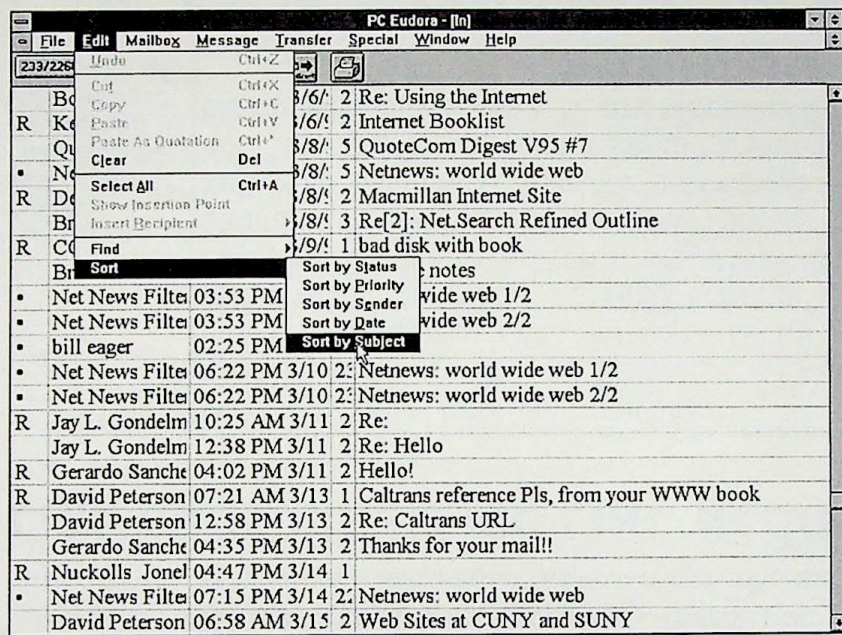 PC Eudora - [In]
File Edit Mailbox Message Transfer Special Window Help
Undo Ctrl+Z
Cut Ctrl+X
Copy Ctrl+C
Paste Ctrl+V
Paste As Quotation Ctrl+'
Clear Del
Select All Ctrl+A
Show Insertion Point
Insert Recipient
Find
Sort
Sort by Status
Sort by Priority
Sort by Sender
Sort by Date
Sort by Subject
2 Re: Using the Internet
R 2 Internet Booklist
5 QuoteCom Digest V95 #7
5 Netnews: world wide web
R 2 Macmillan Internet Site
3 Re[2]: Net.Search Refined Outline
R 1 bad disk with book
notes
Net News Filte 03:53 PM wide web 1/2
Net News Filte 03:53 PM wide web 2/2
bill eager 02:25 PM
Net News Filte 06:22 PM 3/10 23 Netnews: world wide web 1/2
Net News Filte 06:22 PM 3/10 23 Netnews: world wide web 2/2
R Jay L. Gondelm 10:25 AM 3/11 2 Re:
Jay L. Gondelm 12:38 PM 3/11 2 Re: Hello
R Gerardo Sanche 04:02 PM 3/11 2 Hello!
R David Peterson 07:21 AM 3/13 1 Caltrans reference Pls, from your WWW book
David Peterson 12:58 PM 3/13 2 Re: Caltrans URL
Gerardo Sanche 04:35 PM 3/13 2 Thanks for your mail!!
R Nuckolls Jonel 04:47 PM 3/14 1
Net News Filte 07:15 PM 3/14 22 Netnews: world wide web
David Peterson 06:58 AM 3/15 2 Web Sites at CUNY and SUNY